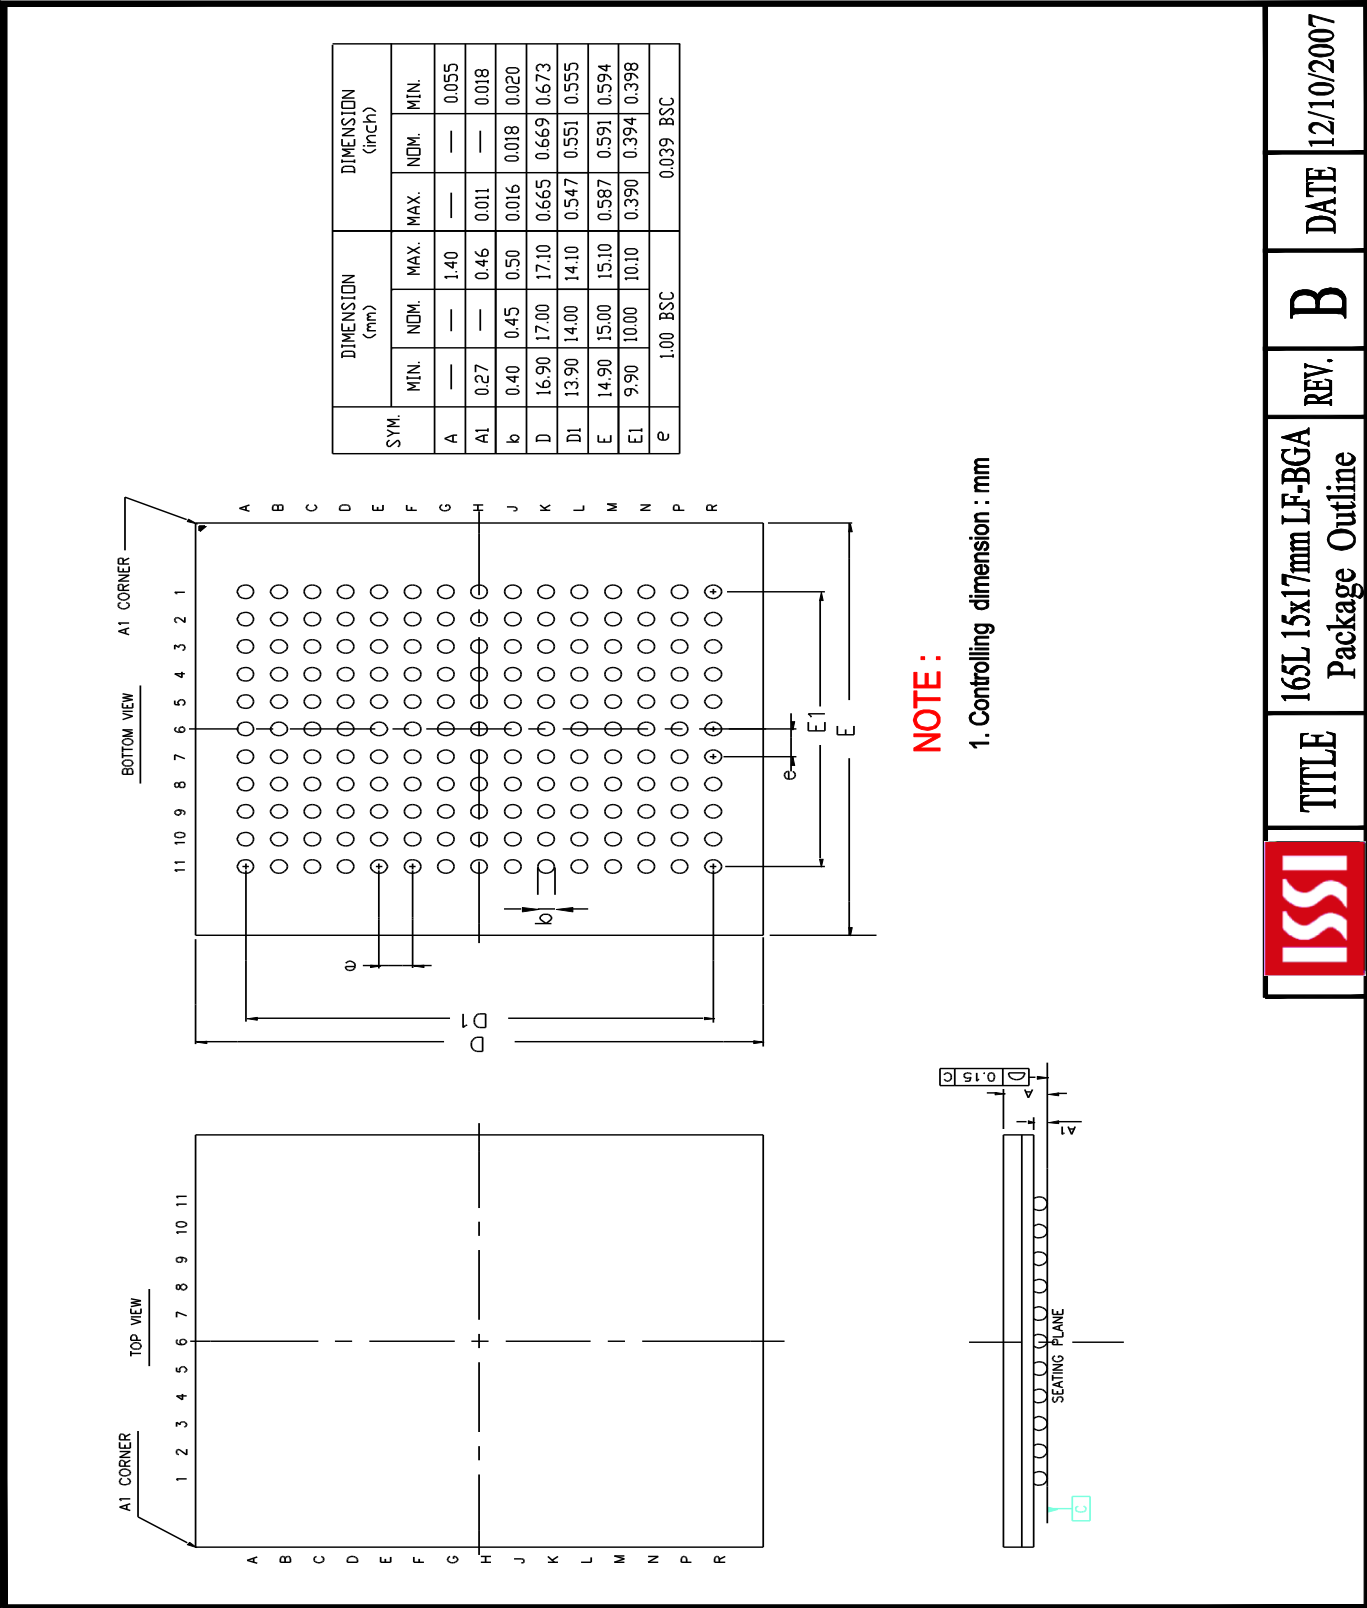 A1 CORNER
TOP VIEW
1 2 3 4 5 6 7 8 9 10 11
A
B
C
D
E
F
G
H
J
K
L
M
N
P
R
BOTTOM VIEW
A1 CORNER
11 10 9 8 7 6 5 4 3 2 1
A
B
C
D
E
F
G
H
J
K
L
M
N
P
R
e
D1
D
b
e
E1
E
SYM.
DIMENSION
(mm)
DIMENSION
(inch)
MIN. NOM. MAX. MAX. NOM. MIN.
A — — 1.40 — — 0.055
A1 0.27 — 0.46 0.011 — 0.018
b 0.40 0.45 0.50 0.016 0.018 0.020
D 16.90 17.00 17.10 0.665 0.669 0.673
D1 13.90 14.00 14.10 0.547 0.551 0.555
E 14.90 15.00 15.10 0.587 0.591 0.594
E1 9.90 10.00 10.10 0.390 0.394 0.398
e 1.00 BSC 0.039 BSC
NOTE :
1. Controlling dimension : mm
C
SEATING PLANE
A1
A
D 0.15 C
ISSI
TITLE
165L 15x17mm LF-BGA
Package Outline
REV.
B
DATE
12/10/2007